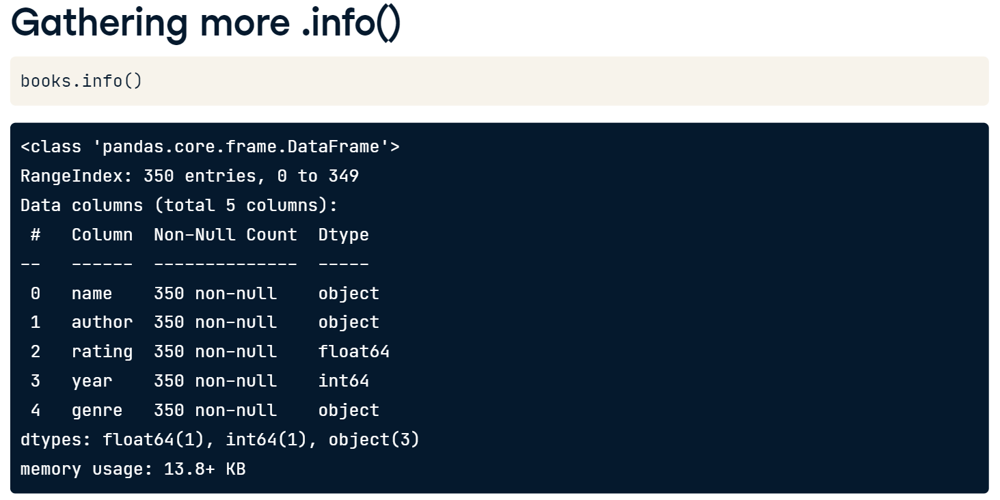 Gathering more .info()
books.info()
<class 'pandas.core.frame.DataFrame'>
RangeIndex: 350 entries, 0 to 349
Data columns (total 5 columns):
 #   Column  Non-Null Count  Dtype
--   ------  --------------  -----
 0   name    350 non-null    object
 1   author  350 non-null    object
 2   rating  350 non-null    float64
 3   year    350 non-null    int64
 4   genre   350 non-null    object
dtypes: float64(1), int64(1), object(3)
memory usage: 13.8+ KB